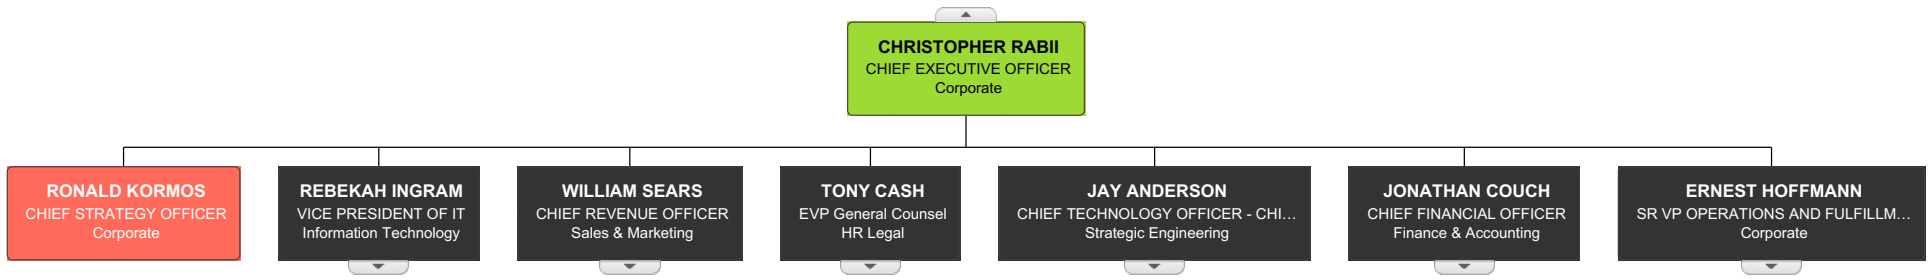 CHRISTOPHER RABII
CHIEF EXECUTIVE OFFICER
Corporate
RONALD KORMOS
CHIEF STRATEGY OFFICER
Corporate
REBEKAH INGRAM
VICE PRESIDENT OF IT
Information Technology
WILLIAM SEARS
CHIEF REVENUE OFFICER
Sales & Marketing
TONY CASH
EVP General Counsel
HR Legal
JAY ANDERSON
CHIEF TECHNOLOGY OFFICER - CHI...
Strategic Engineering
JONATHAN COUCH
CHIEF FINANCIAL OFFICER
Finance & Accounting
ERNEST HOFFMANN
SR VP OPERATIONS AND FULFILLM...
Corporate